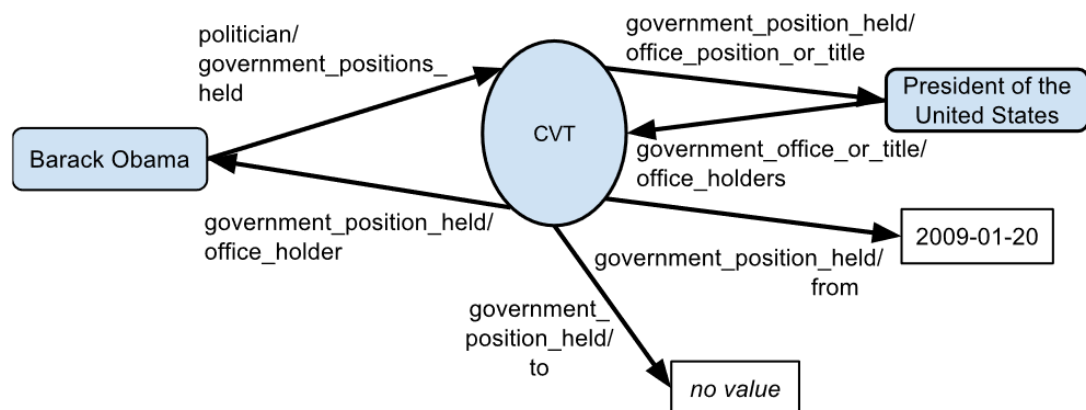 politician/
government_positions_
held
government_position_held/
office_position_or_title
President of the
United States
CVT
Barack Obama
government_office_or_title/
office_holders
government_position_held/
office_holder
2009-01-20
government_position_held/
from
government_
position_held/
to
no value